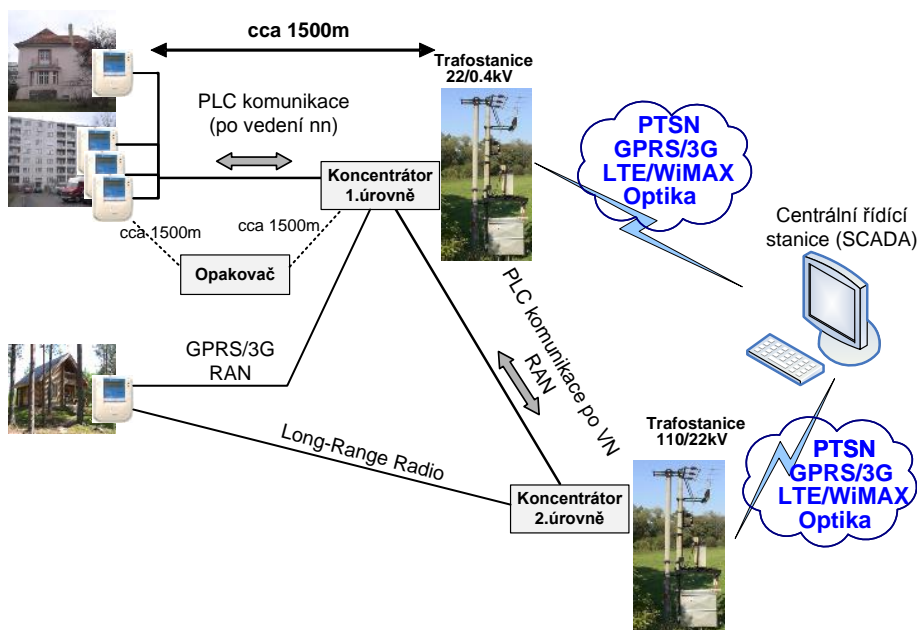 cca 1500m
Trafostanice
22/0.4kV
PLC komunikace
(po vedení nn)
PTSN
GPRS/3G
LTE/WiMAX
Optika
Koncentrátor
1.úrovně
Centrální řídící
stanice (SCADA)
cca 1500m
cca 1500m
Opakovač
PLC komunikace po VN
RAN
GPRS/3G
RAN
Long-Range Radio
Trafostanice
110/22kV
PTSN
GPRS/3G
LTE/WiMAX
Optika
Koncentrátor
2.úrovně